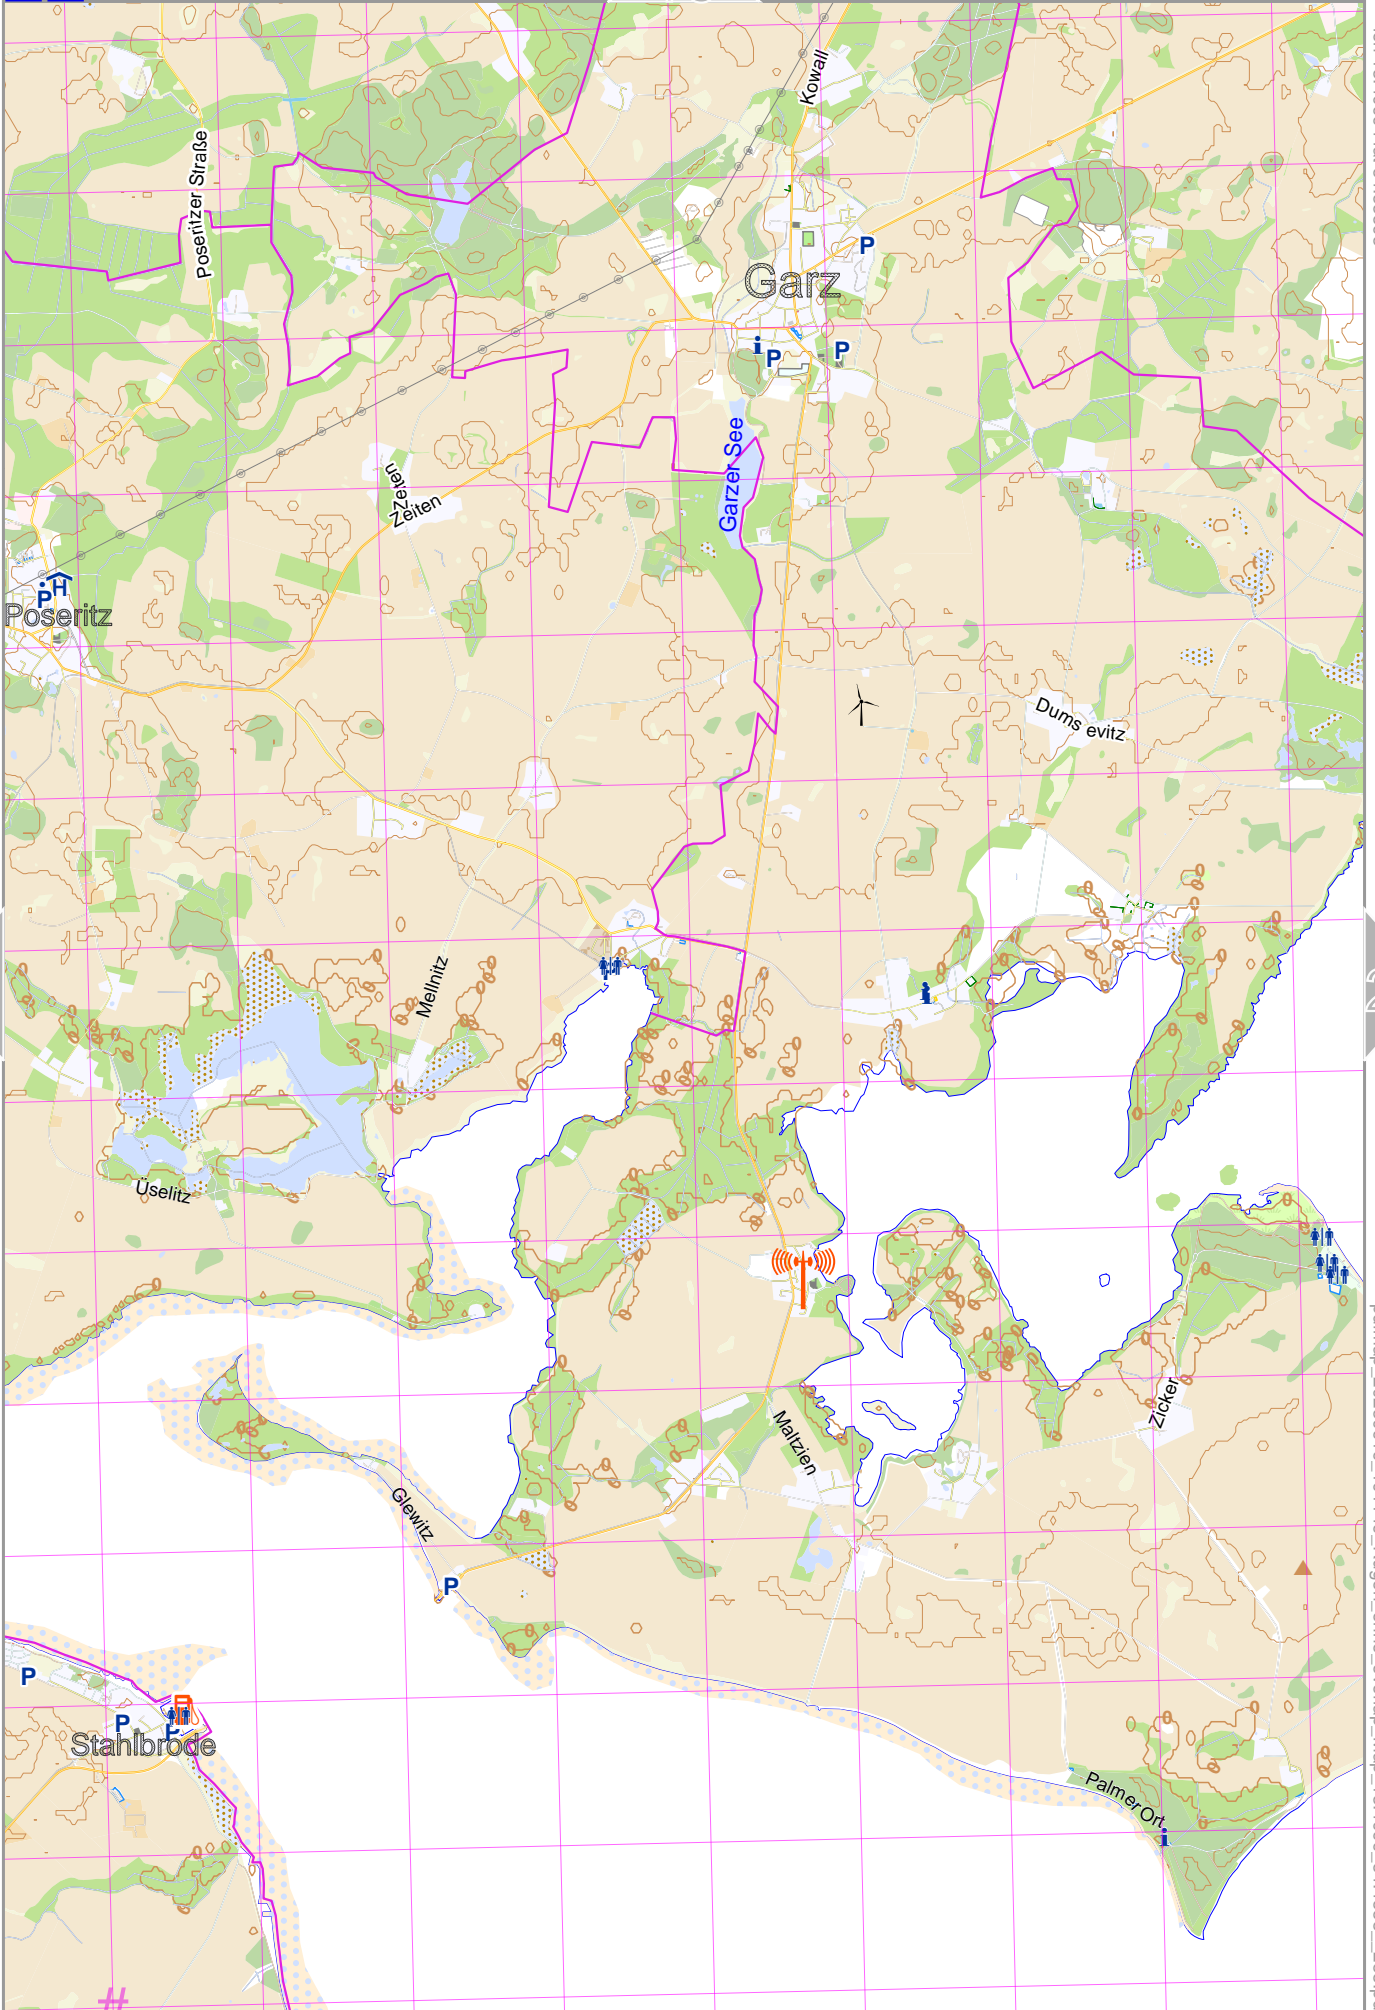 Kowall
Poseritzer Straße
P
Garz
i
P
P
Garzer See
Zeiten
Zeiten
H
P
Poseritz
Dums evitz
Mellnitz
Üselitz
Zicker
Maltzien
Glewitz
P
P
P
P
Stahlbrode
Palmer Ort
i
#